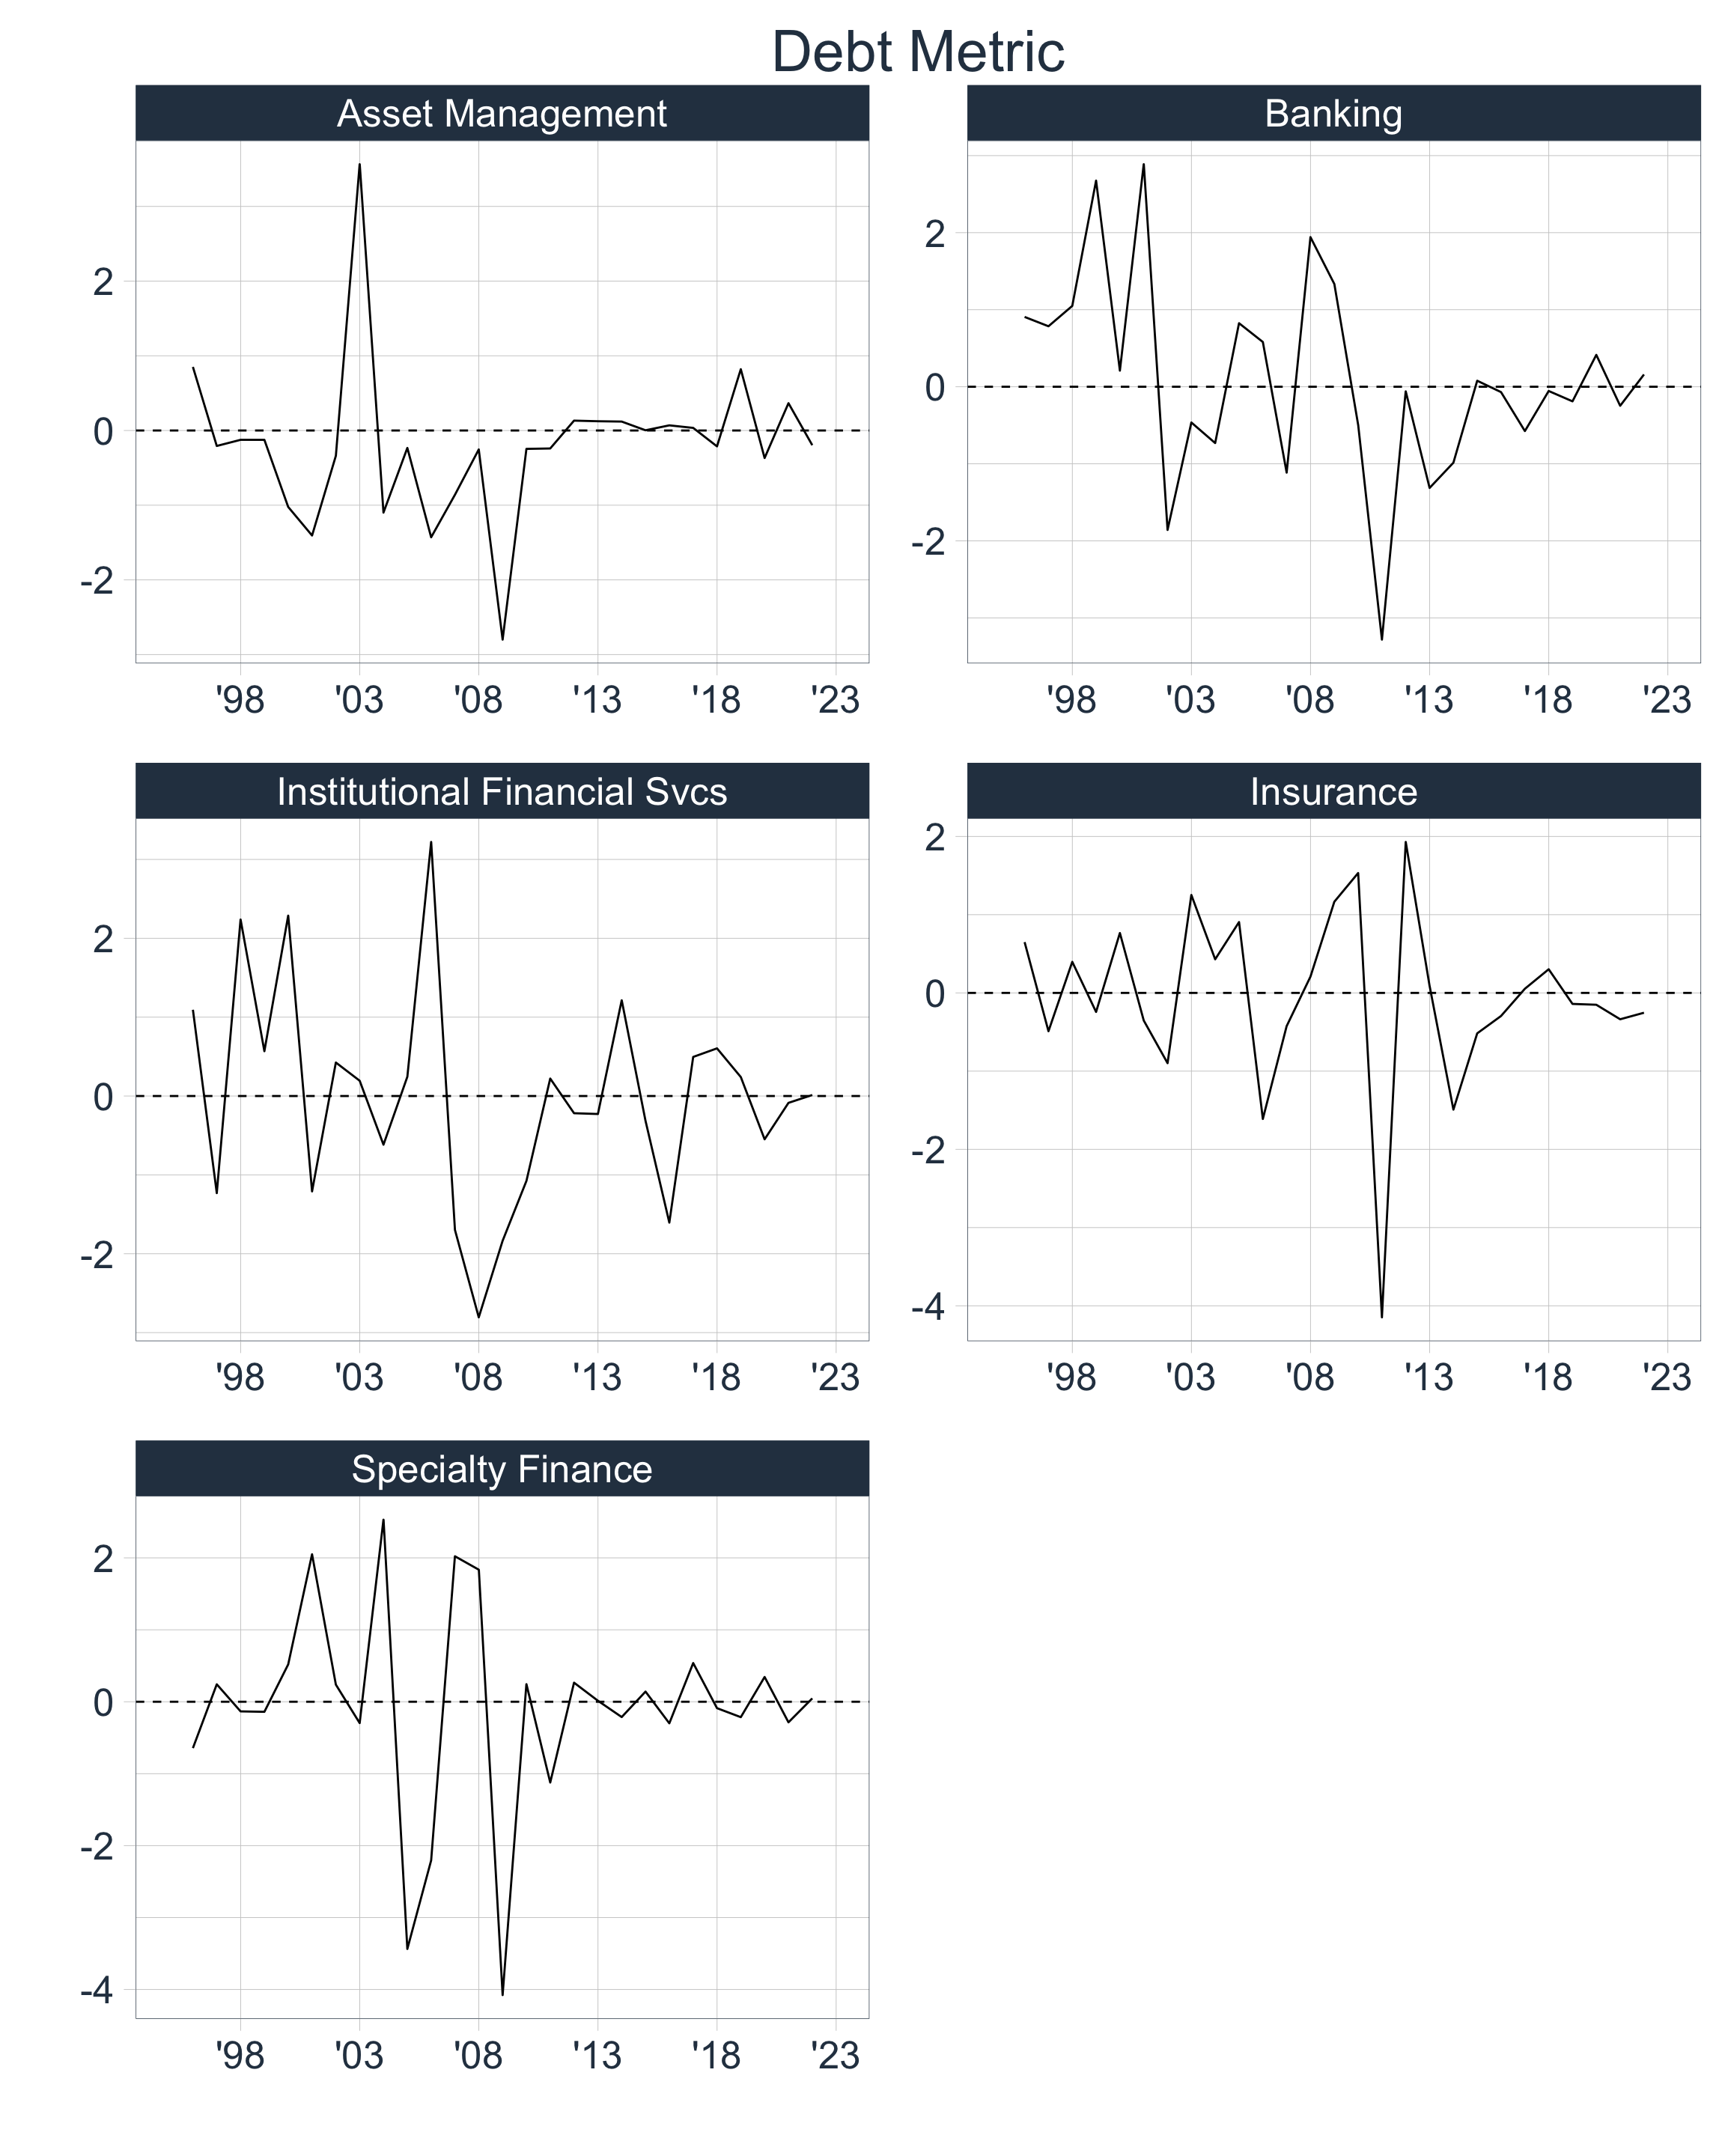 Debt Metric
Asset Management
2
0
-2
'98 '03 '08 '13 '18 '23
Banking
2
0
-2
'98 '03 '08 '13 '18 '23
Institutional Financial Svcs
2
0
-2
'98 '03 '08 '13 '18 '23
Insurance
2
0
-2
-4
'98 '03 '08 '13 '18 '23
Specialty Finance
2
0
-2
-4
'98 '03 '08 '13 '18 '23